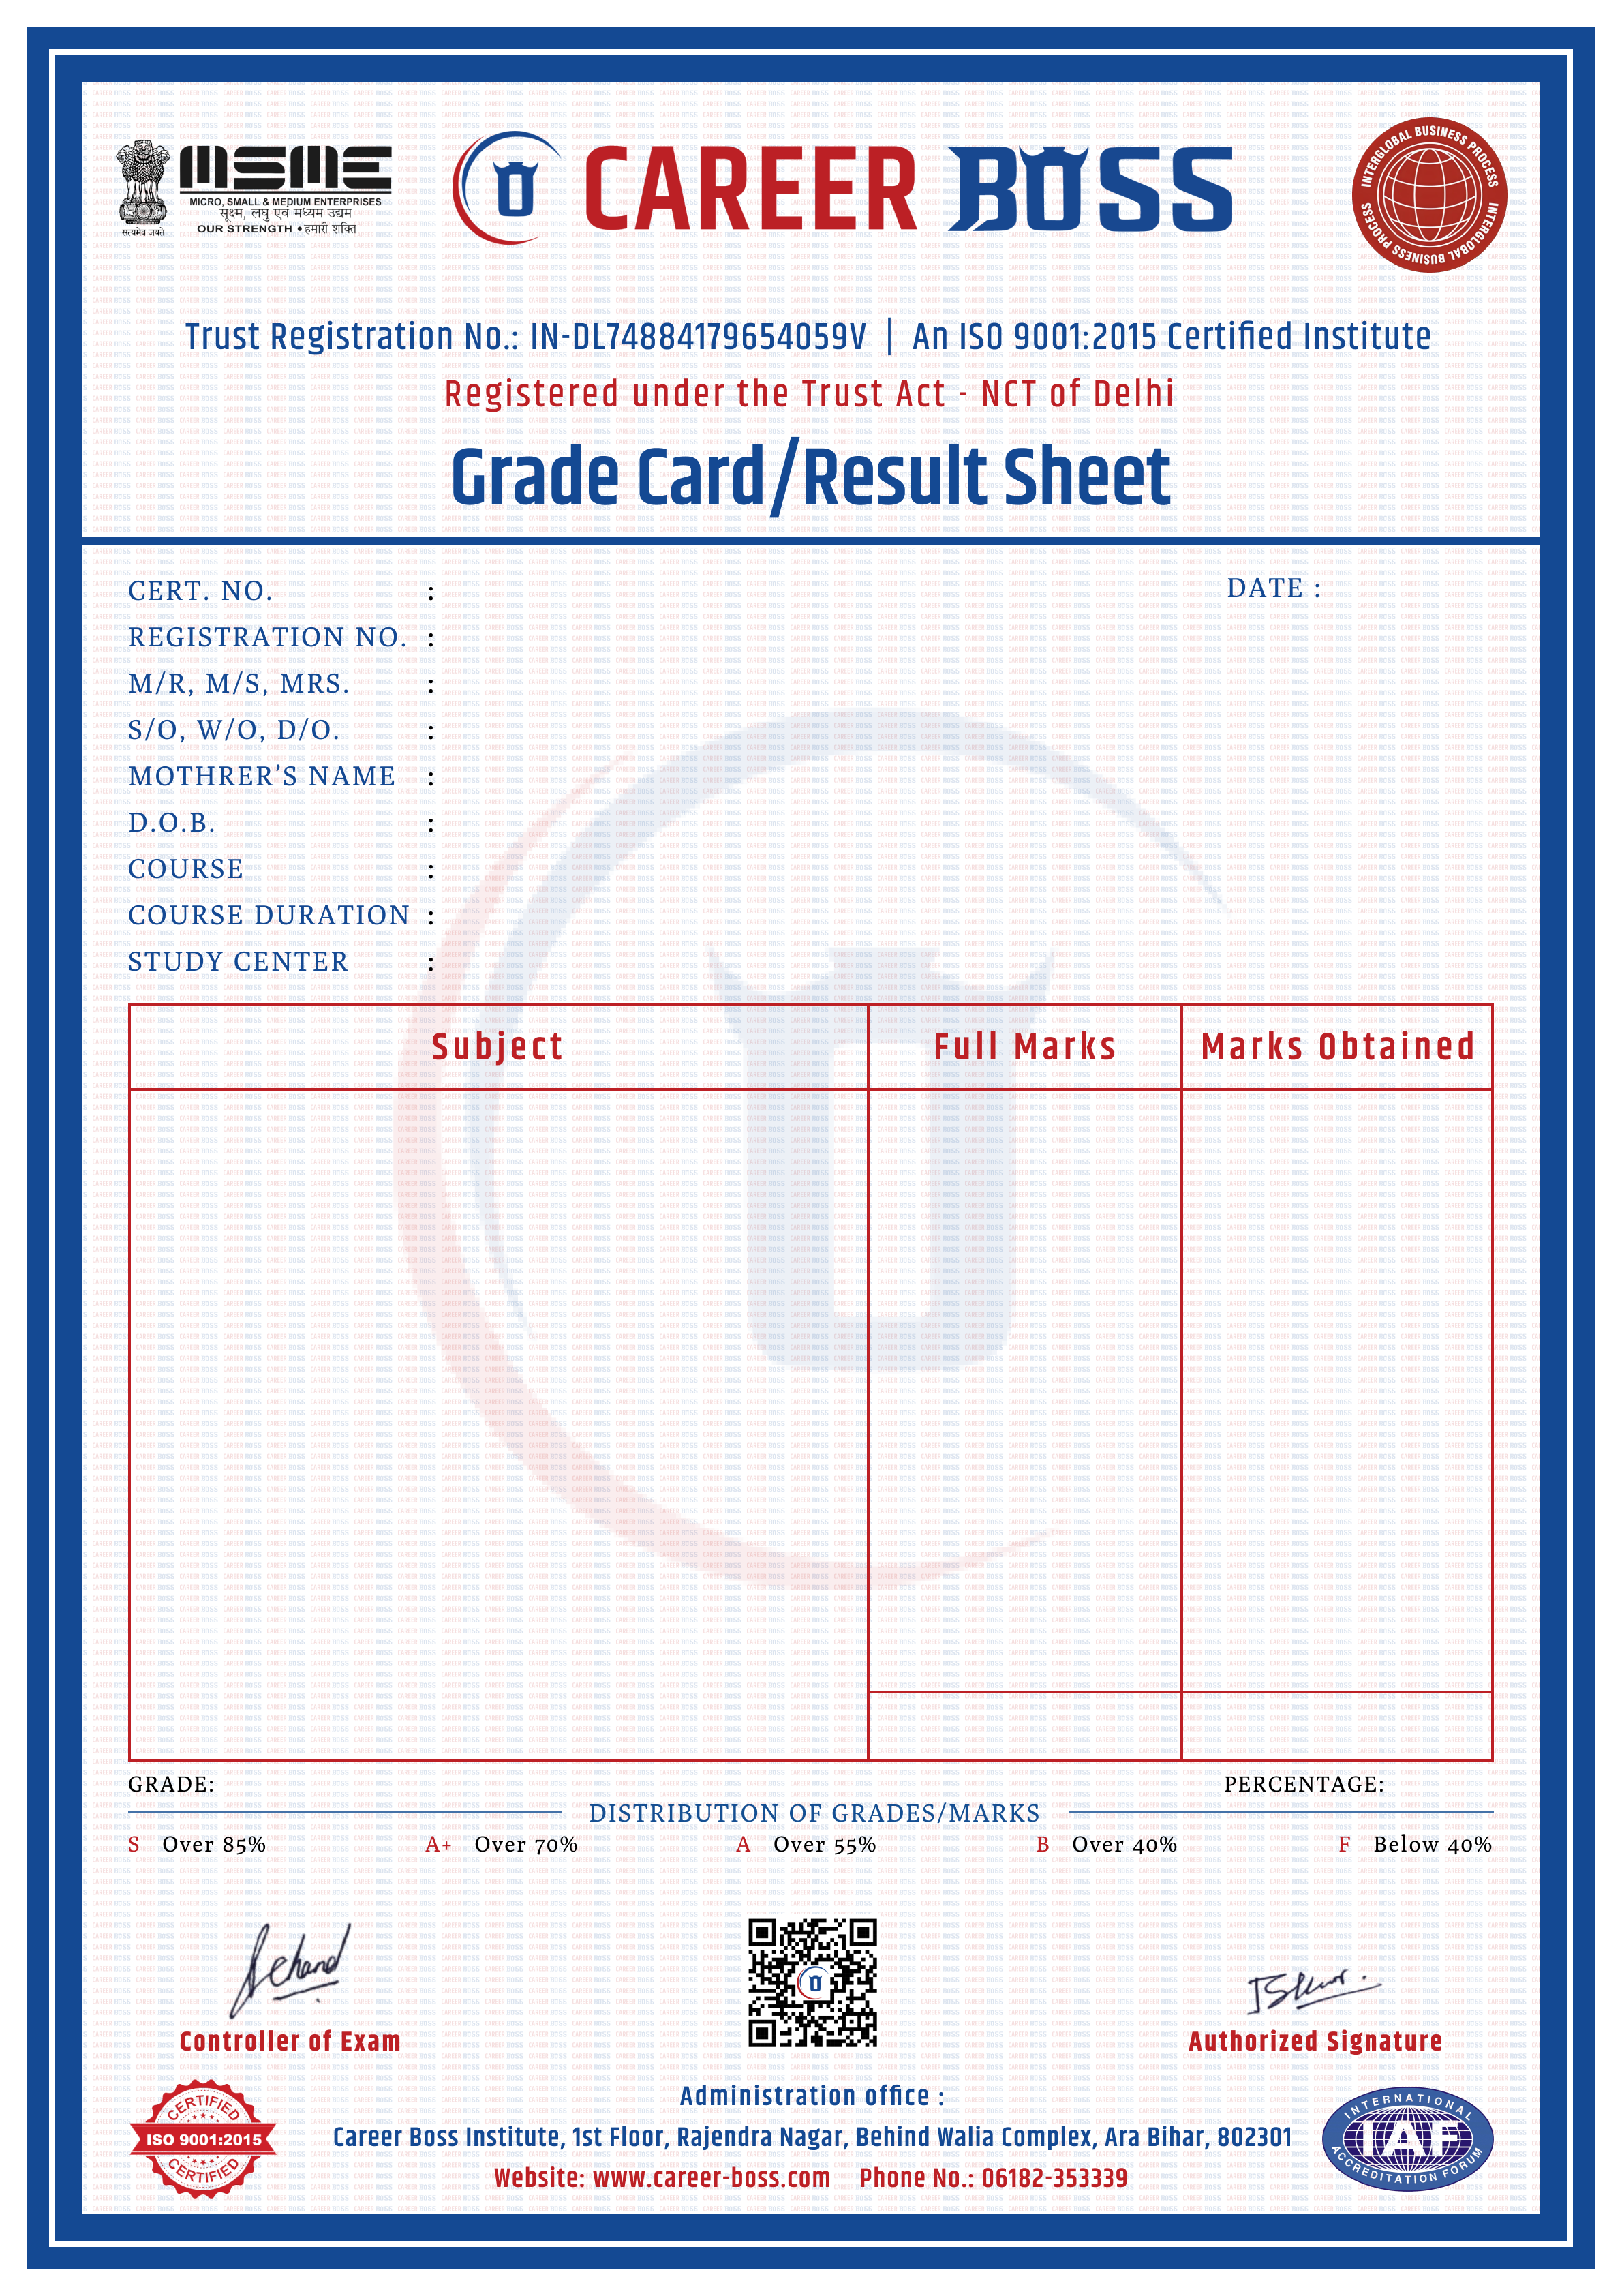 सत्यमेव जयते
MSME
MICRO, SMALL & MEDIUM ENTERPRISES
सूक्ष्म, लघु एवं मध्यम उद्यम
OUR STRENGTH • हमारी शक्ति
CAREER BOSS
INTERGLOBAL BUSINESS PROCESS INTERGLOBAL BUSINESS PROCESS
Trust Registration No.: IN-DL74884179654059V | An ISO 9001:2015 Certified Institute
Registered under the Trust Act - NCT of Delhi
Grade Card/Result Sheet
CERT. NO. :
DATE :
REGISTRATION NO. :
M/R, M/S, MRS. :
S/O, W/O, D/O. :
MOTHRER’S NAME :
D.O.B. :
COURSE :
COURSE DURATION :
STUDY CENTER :
Subject Full Marks Marks Obtained
GRADE: PERCENTAGE:
DISTRIBUTION OF GRADES/MARKS
S Over 85% A+ Over 70% A Over 55% B Over 40% F Below 40%
Controller of Exam
Authorized Signature
CERTIFIED
ISO 9001:2015
CERTIFIED
Administration office :
Career Boss Institute, 1st Floor, Rajendra Nagar, Behind Walia Complex, Ara Bihar, 802301
Website: www.career-boss.com Phone No.: 06182-353339
INTERNATIONAL
IAF
ACCREDITATION FORUM